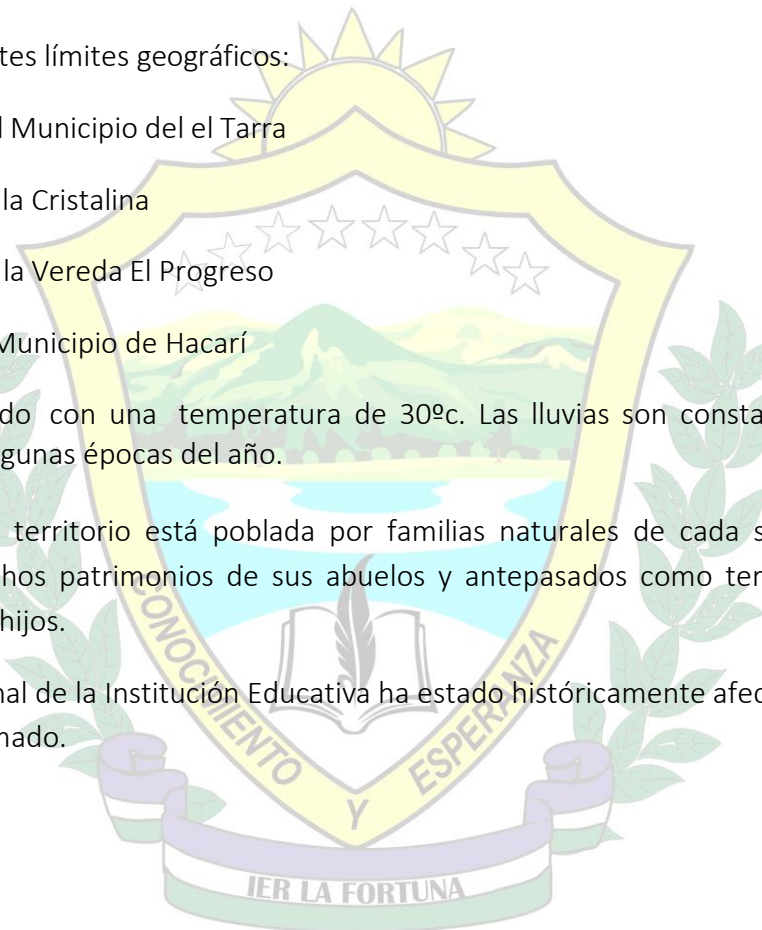 tes límites geográficos:
l Municipio del el Tarra
la Cristalina
la Vereda El Progreso
Municipio de Hacarí
do con una temperatura de 30ºc. Las lluvias son consta
gunas épocas del año.
territorio está poblada por familias naturales de cada s
hos patrimonios de sus abuelos y antepasados como ter
hijos.
nal de la Institución Educativa ha estado históricamente afec
mado.
CONOCIMIENTO Y ESPERANZA
IER LA FORTUNA